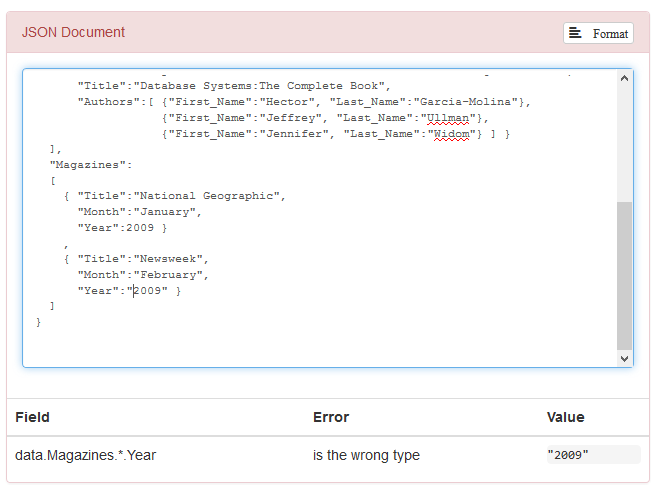 JSON Document
Format
"Title":"Database Systems:The Complete Book",
"Authors":[ {"First_Name":"Hector", "Last_Name":"Garcia-Molina"},
{"First_Name":"Jeffrey", "Last_Name":"Ullman"},
{"First_Name":"Jennifer", "Last_Name":"Widom"} ] }
],
"Magazines":
[
{ "Title":"National Geographic",
"Month":"January",
"Year":2009 }
,
{ "Title":"Newsweek",
"Month":"February",
"Year":"2009" }
]
}
Field Error Value
data.Magazines.*.Year is the wrong type "2009"